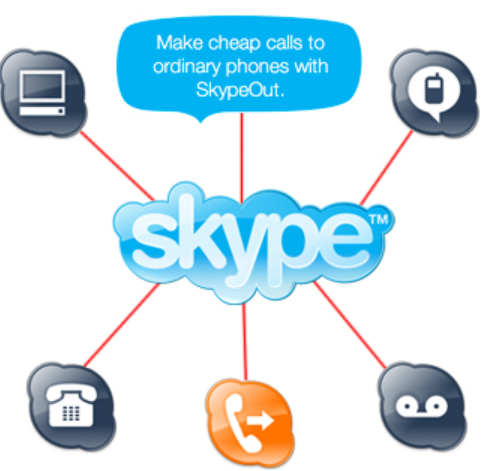 Make cheap calls to
ordinary phones with
SkypeOut.
skype™